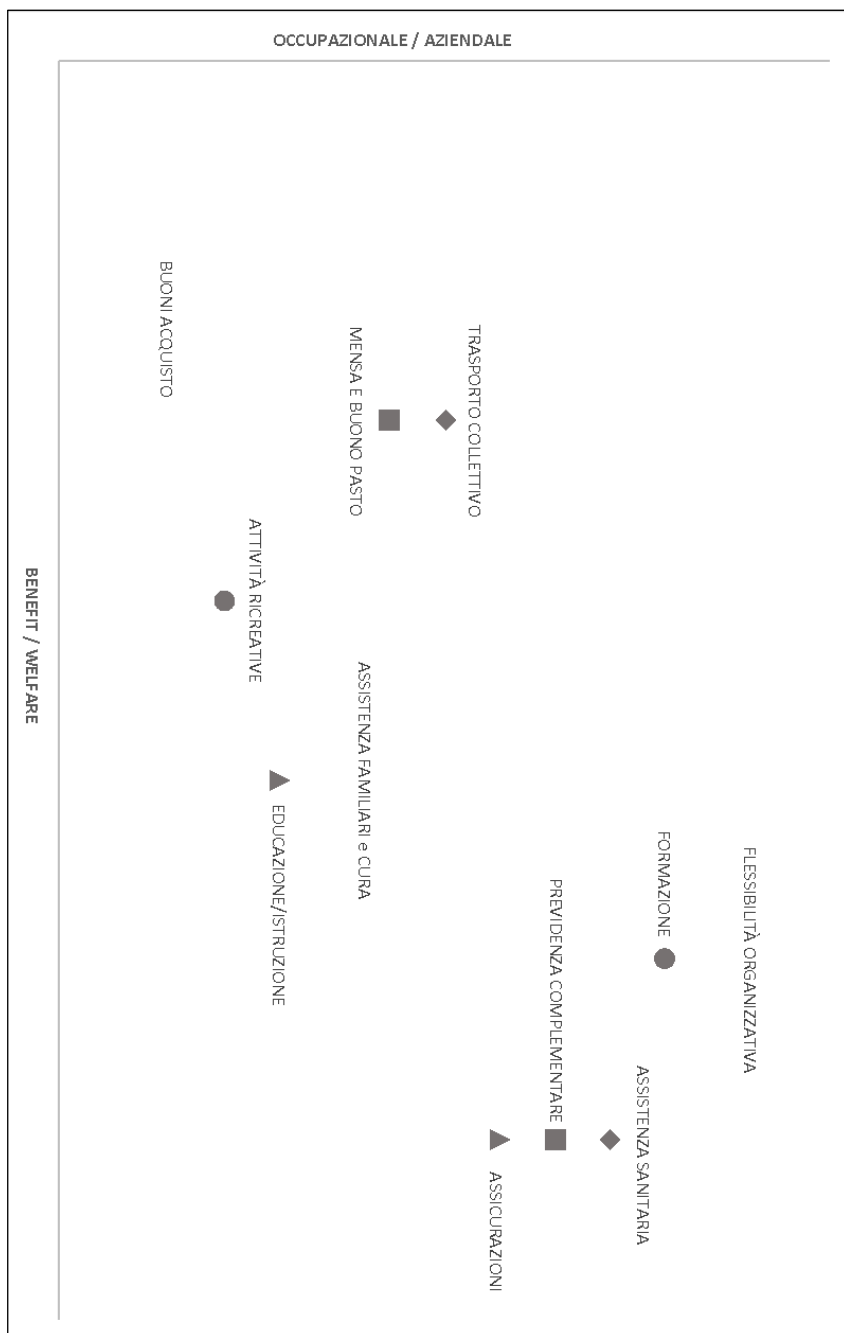 OCCUPAZIONALE / AZIENDALE
FLESSIBILITÀ ORGANIZZATIVA
FORMAZIONE
ASSISTENZA SANITARIA
PREVIDENZA COMPLEMENTARE
ASSICURAZIONI
TRASPORTO COLLETTIVO
ASSISTENZA FAMILIARI e CURA
MENSA E BUONO PASTO
EDUCAZIONE/ISTRUZIONE
ATTIVITÀ RICREATIVE
BUONI ACQUISTO
BENEFIT / WELFARE